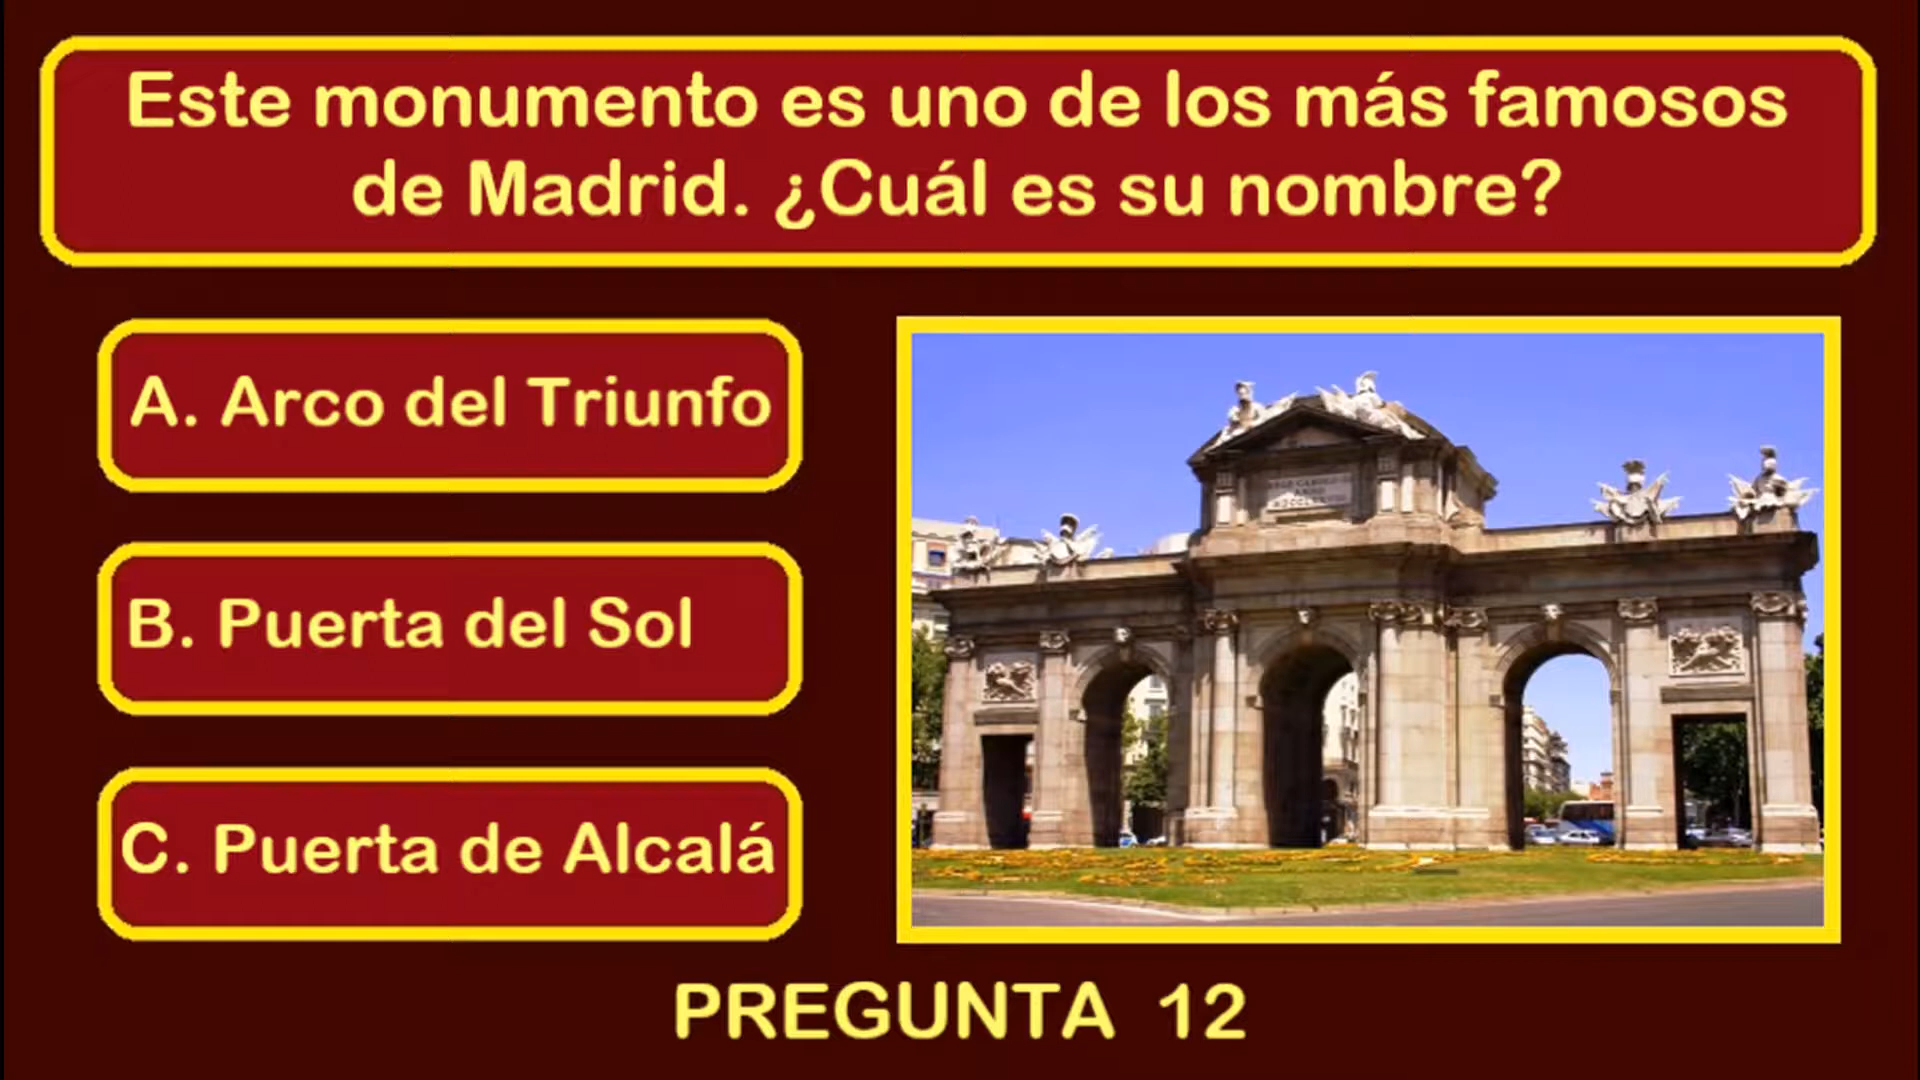 Este monumento es uno de los más famosos
de Madrid. ¿Cuál es su nombre?
A. Arco del Triunfo
B. Puerta del Sol
C. Puerta de Alcalá
PREGUNTA 12